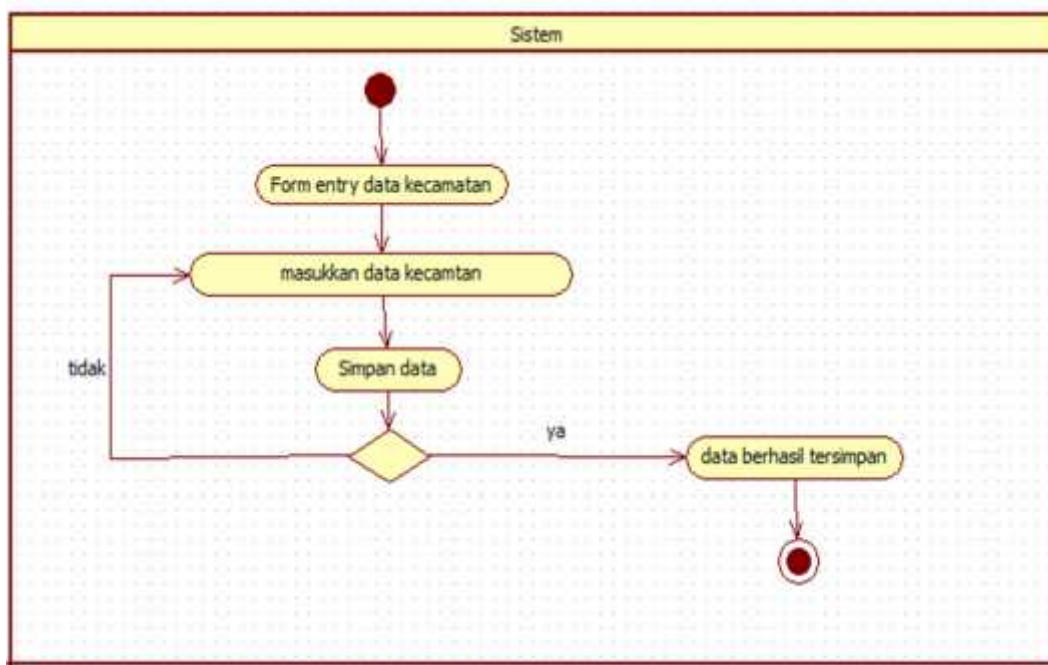 Sistem
Form entry data kecamatan
masukkan data kecamtan
Simpan data
tidak
ya
data berhasil tersimpan